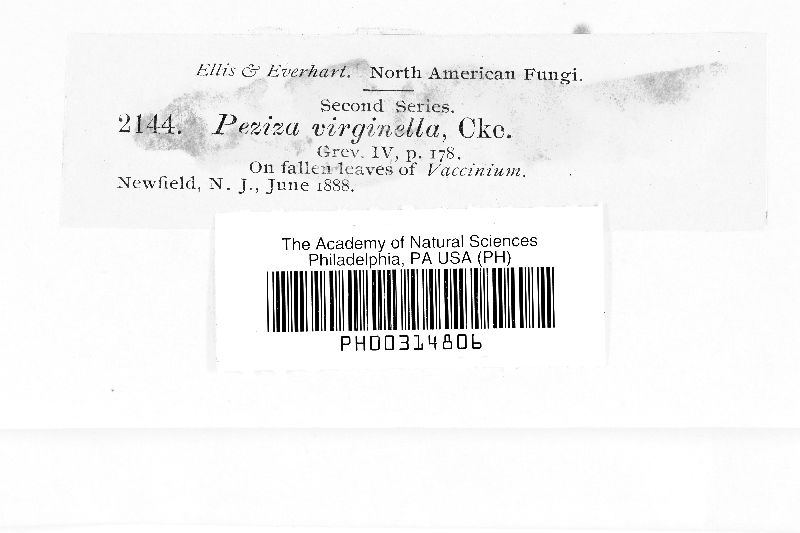 Ellis & Everhart. North American Fungi.
Second Series.
2144. Peziza virginella, Cke.
Grev. IV, p. 178.
On fallen leaves of Vaccinium.
Newfield, N. J., June 1888.
The Academy of Natural Sciences
Philadelphia, PA USA (PH)
PH00314806